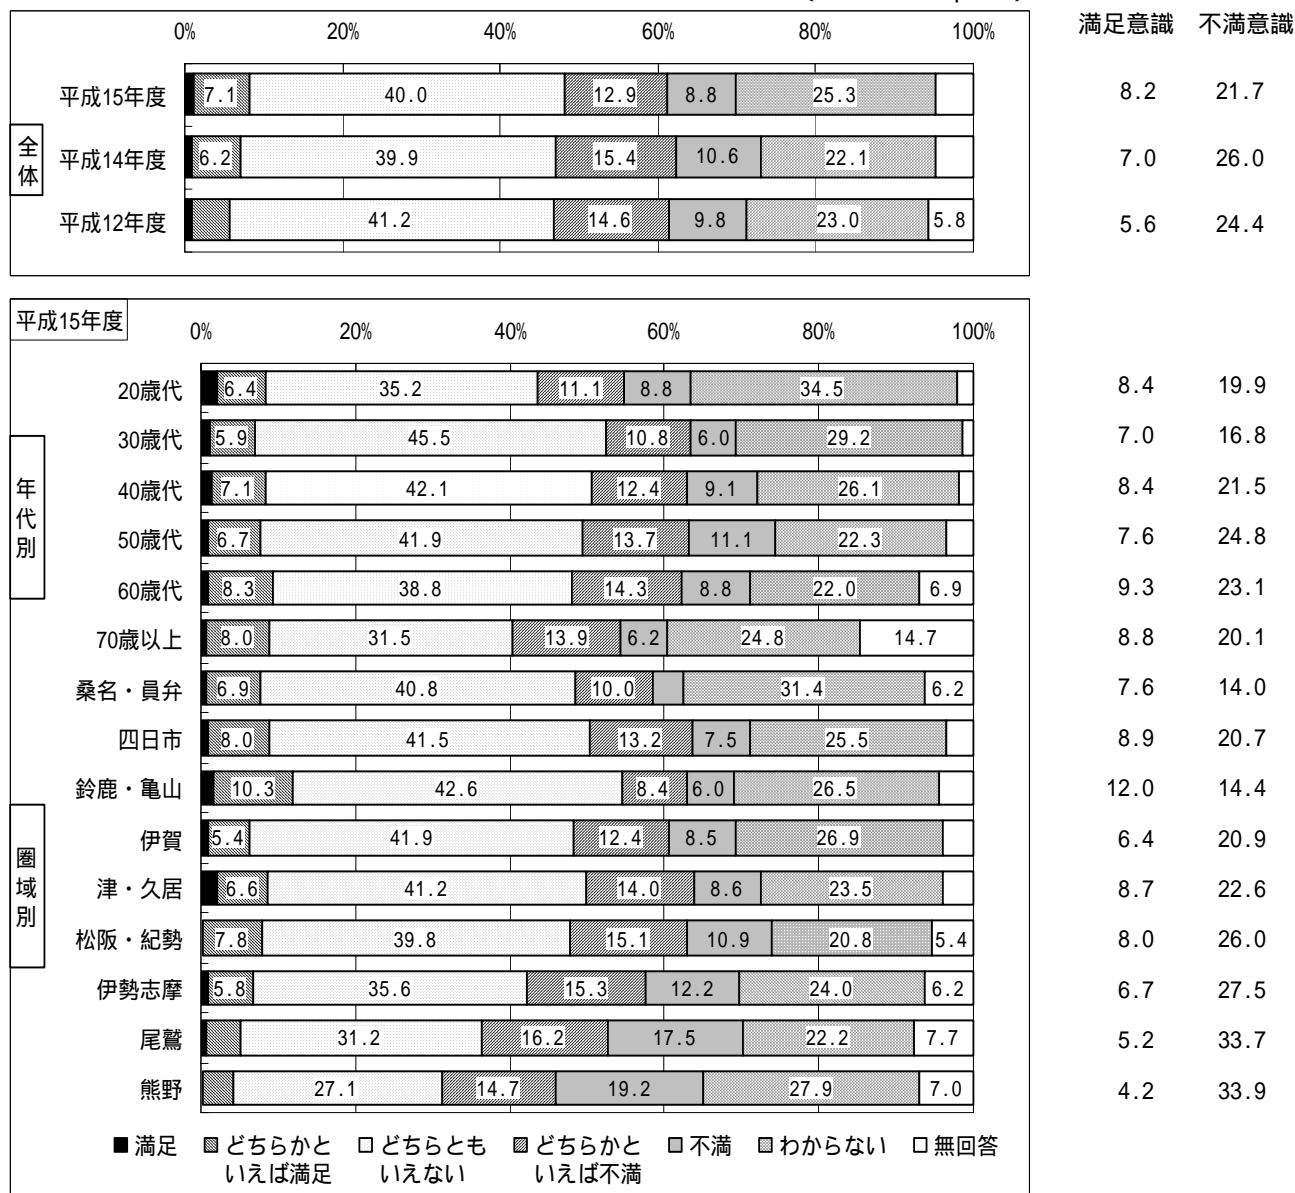 満足意識 不満意識
0% 20% 40% 60% 80% 100%
全体
平成15年度 7.1 40.0 12.9 8.8 25.3 8.2 21.7
平成14年度 6.2 39.9 15.4 10.6 22.1 7.0 26.0
平成12年度 41.2 14.6 9.8 23.0 5.8 5.6 24.4
平成15年度
0% 20% 40% 60% 80% 100%
年代別
20歳代 6.4 35.2 11.1 8.8 34.5 8.4 19.9
30歳代 5.9 45.5 10.8 6.0 29.2 7.0 16.8
40歳代 7.1 42.1 12.4 9.1 26.1 8.4 21.5
50歳代 6.7 41.9 13.7 11.1 22.3 7.6 24.8
60歳代 8.3 38.8 14.3 8.8 22.0 6.9 9.3 23.1
70歳以上 8.0 31.5 13.9 6.2 24.8 14.7 8.8 20.1
圏域別
桑名・員弁 6.9 40.8 10.0 31.4 6.2 7.6 14.0
四日市 8.0 41.5 13.2 7.5 25.5 8.9 20.7
鈴鹿・亀山 10.3 42.6 8.4 6.0 26.5 12.0 14.4
伊賀 5.4 41.9 12.4 8.5 26.9 6.4 20.9
津・久居 6.6 41.2 14.0 8.6 23.5 8.7 22.6
松阪・紀勢 7.8 39.8 15.1 10.9 20.8 5.4 8.0 26.0
伊勢志摩 5.8 35.6 15.3 12.2 24.0 6.2 6.7 27.5
尾鷲 31.2 16.2 17.5 22.2 7.7 5.2 33.7
熊野 27.1 14.7 19.2 27.9 7.0 4.2 33.9
満足 どちらかと どちらとも どちらかと 不満 わからない 無回答
いえば満足 いえない いえば不満